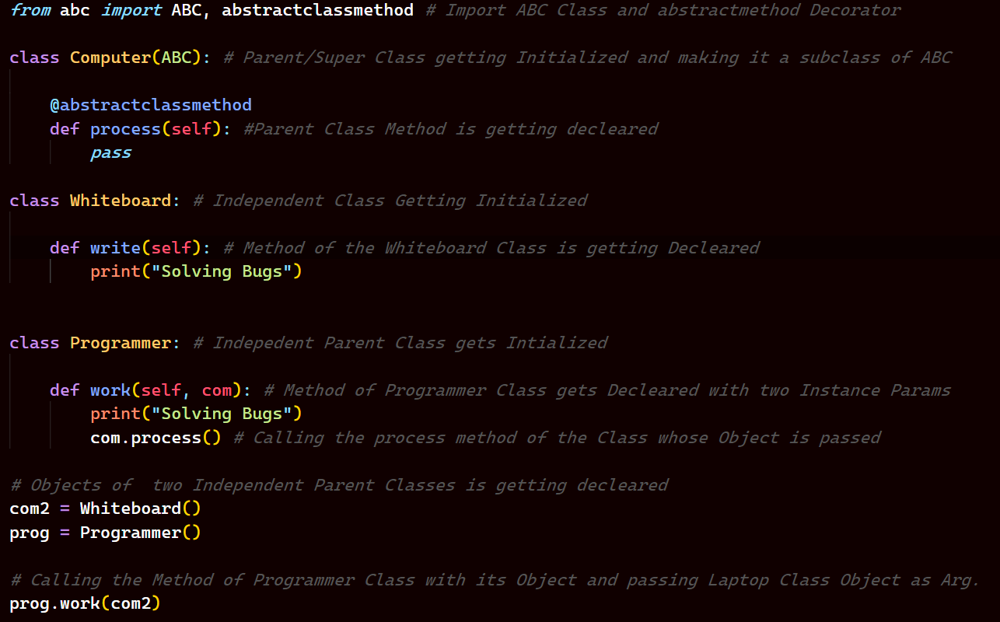 from abc import ABC, abstractclassmethod # Import ABC Class and abstractmethod Decorator
class Computer(ABC): # Parent/Super Class getting Initialized and making it a subclass of ABC
@abstractclassmethod
def process(self): #Parent Class Method is getting decleared
pass
class Whiteboard: # Independent Class Getting Initialized
def write(self): # Method of the Whiteboard Class is getting Decleared
print("Solving Bugs")
class Programmer: # Indepedent Parent Class gets Intialized
def work(self, com): # Method of Programmer Class gets Decleared with two Instance Params
print("Solving Bugs")
com.process() # Calling the process method of the Class whose Object is passed
# Objects of  two Independent Parent Classes is getting decleared
com2 = Whiteboard()
prog = Programmer()
# Calling the Method of Programmer Class with its Object and passing Laptop Class Object as Arg.
prog.work(com2)